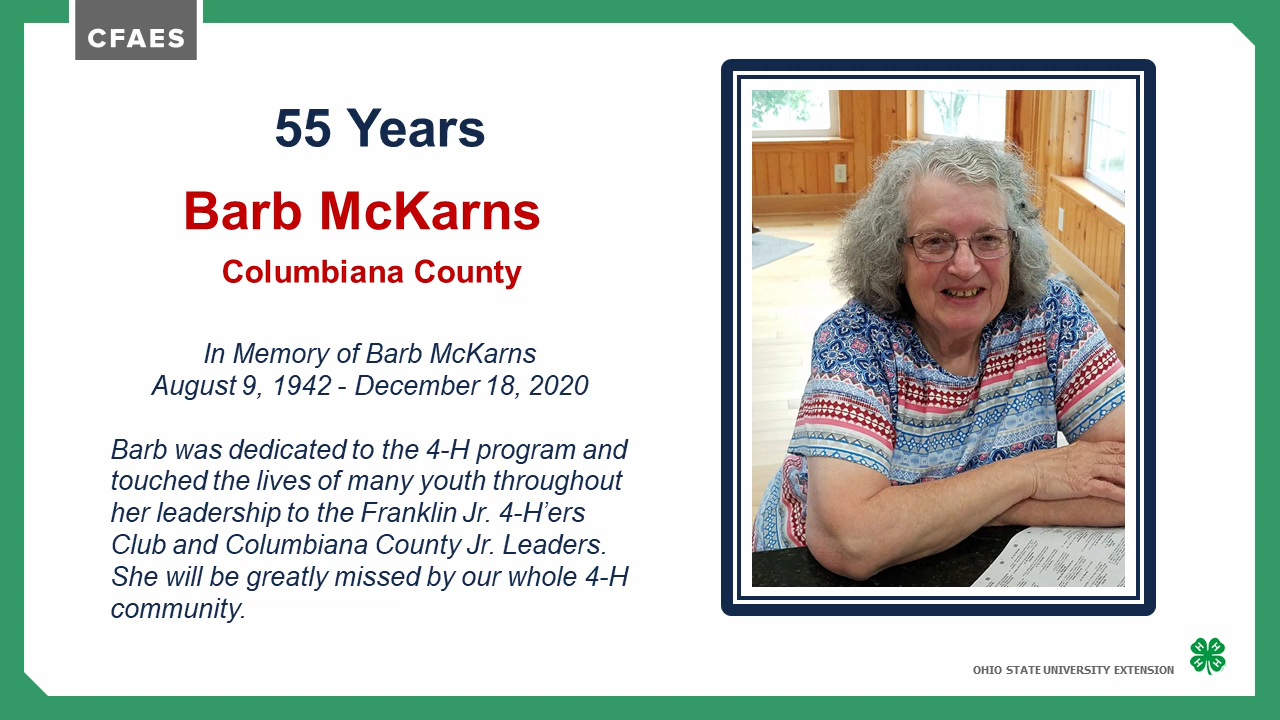 CFAES
55 Years
Barb McKarns
Columbiana County
In Memory of Barb McKarns
August 9, 1942 - December 18, 2020
Barb was dedicated to the 4-H program and
touched the lives of many youth throughout
her leadership to the Franklin Jr. 4-H’ers
Club and Columbiana County Jr. Leaders.
She will be greatly missed by our whole 4-H
community.
OHIO STATE UNIVERSITY EXTENSION
H H H H